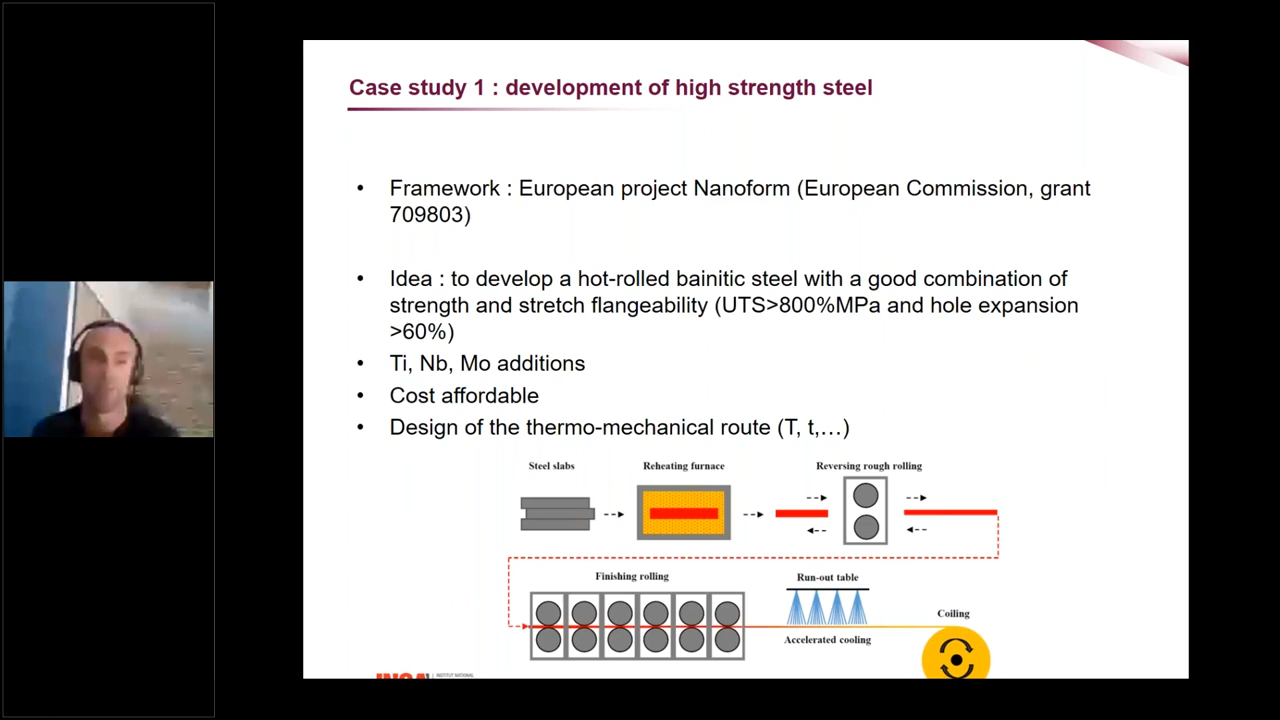 Case study 1 : development of high strength steel
• Framework : European project Nanoform (European Commission, grant
709803)
• Idea : to develop a hot-rolled bainitic steel with a good combination of
strength and stretch flangeability (UTS>800%MPa and hole expansion
>60%)
• Ti, Nb, Mo additions
• Cost affordable
• Design of the thermo-mechanical route (T, t,…)
Steel slabs
Reheating furnace
Reversing rough rolling
Finishing rolling
Run-out table
Accelerated cooling
Coiling
INSA
INSTITUT NATIONAL